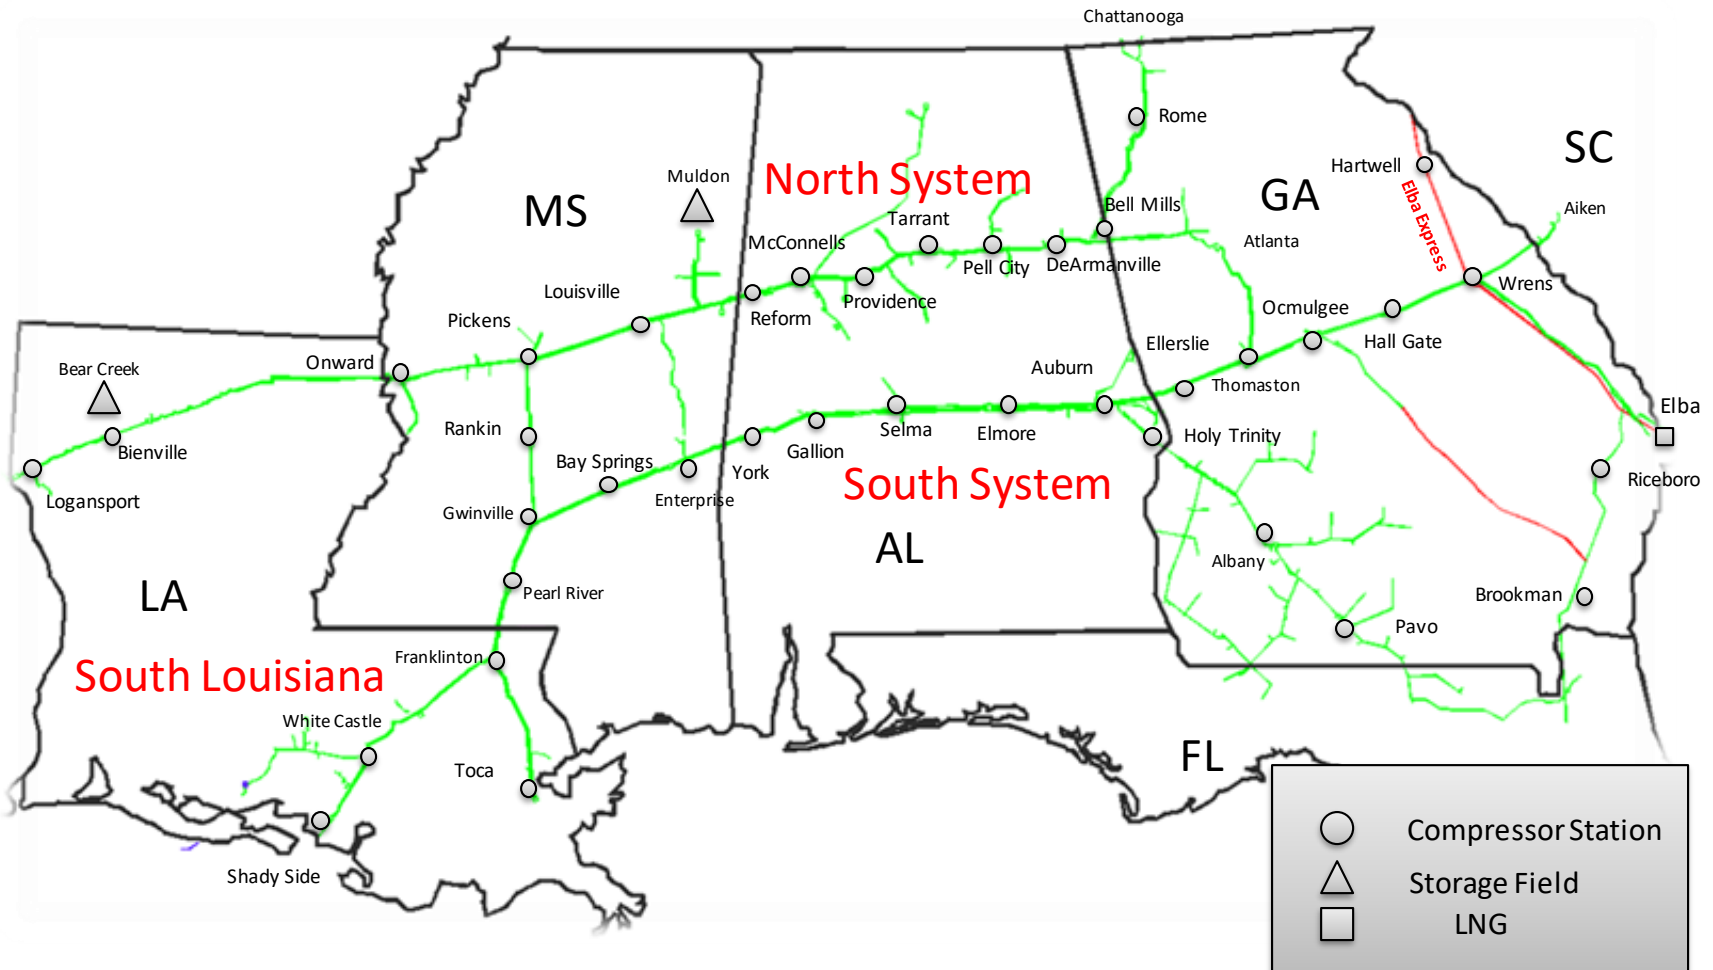 Chattanooga
Rome
SC
Hartwell
Muldon
North System
MS
GA
Elba Express
Bell Mills
Aiken
Tarrant
McConnells
Atlanta
Pell City
DeArmanville
Wrens
Louisville
Providence
Ocmulgee
Pickens
Reform
Hall Gate
Ellerslie
Onward
Auburn
Bear Creek
Thomaston
Elba
Rankin
Selma
Elmore
Holy Trinity
Bienville
Gallion
Bay Springs
York
South System
Riceboro
Logansport
Enterprise
Gwinville
AL
Albany
LA
Pearl River
Brookman
Pavo
Franklinton
South Louisiana
White Castle
Toca
FL
Compressor Station
Shady Side
Storage Field
LNG